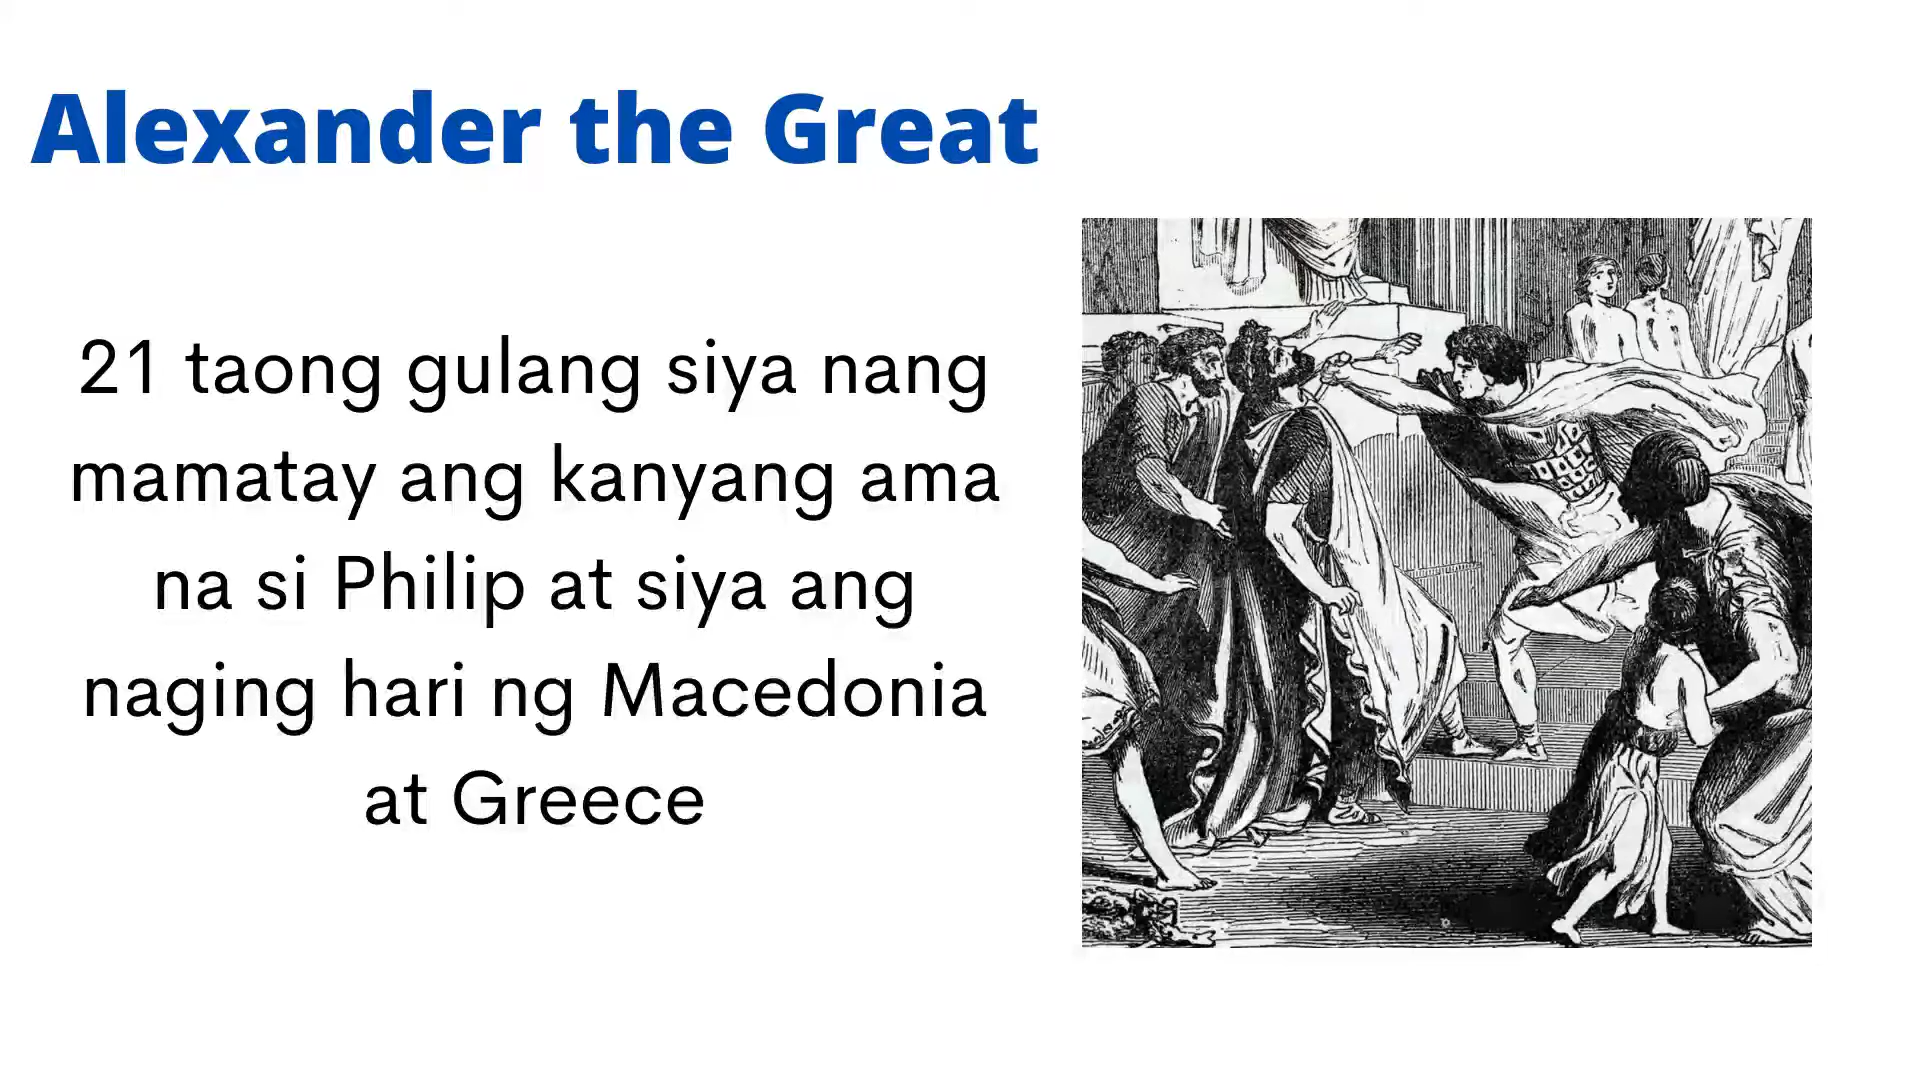 Alexander the Great
21 taong gulang siya nang
mamatay ang kanyang ama
na si Philip at siya ang
naging hari ng Macedonia
at Greece